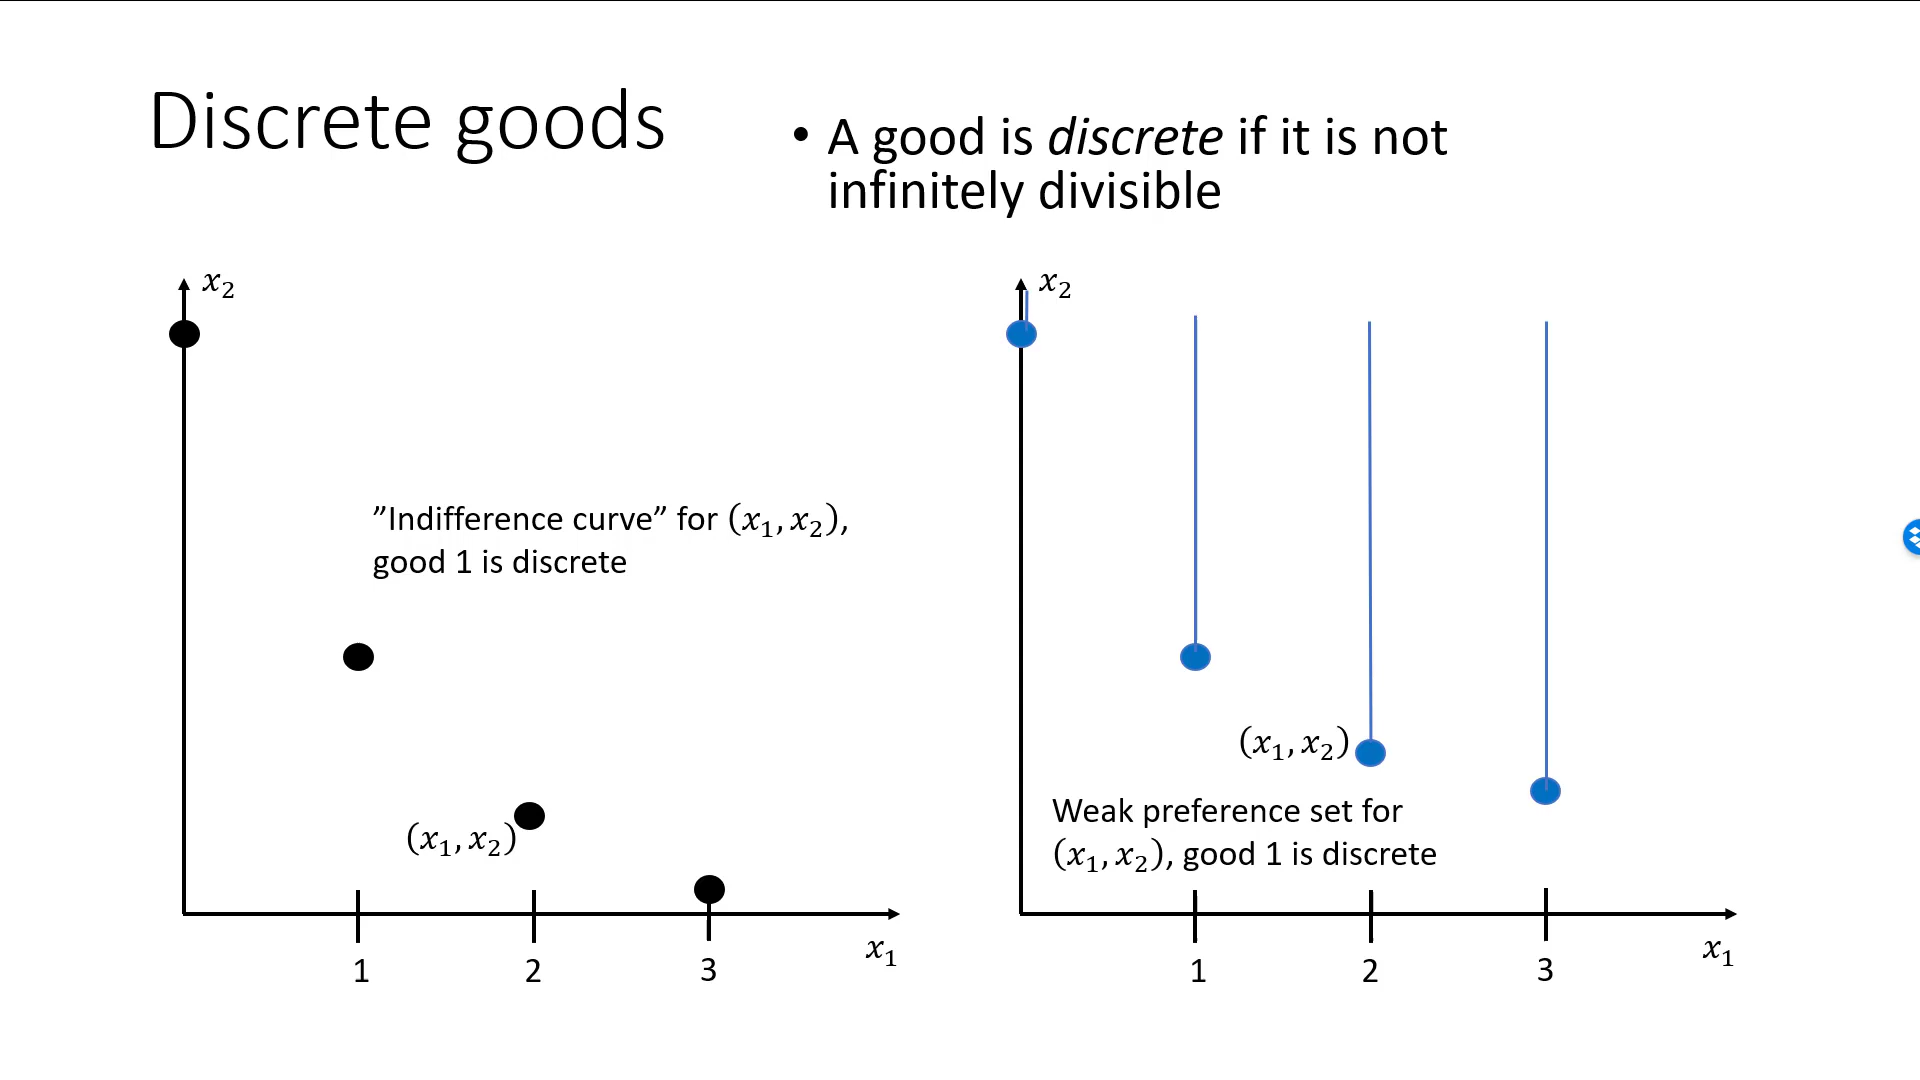 Discrete goods
• A good is discrete if it is not
infinitely divisible
x₂
”Indifference curve” for (x₁, x₂),
good 1 is discrete
(x₁, x₂)
x₁
1 2 3
x₂
(x₁, x₂)
Weak preference set for
(x₁, x₂), good 1 is discrete
x₁
1 2 3